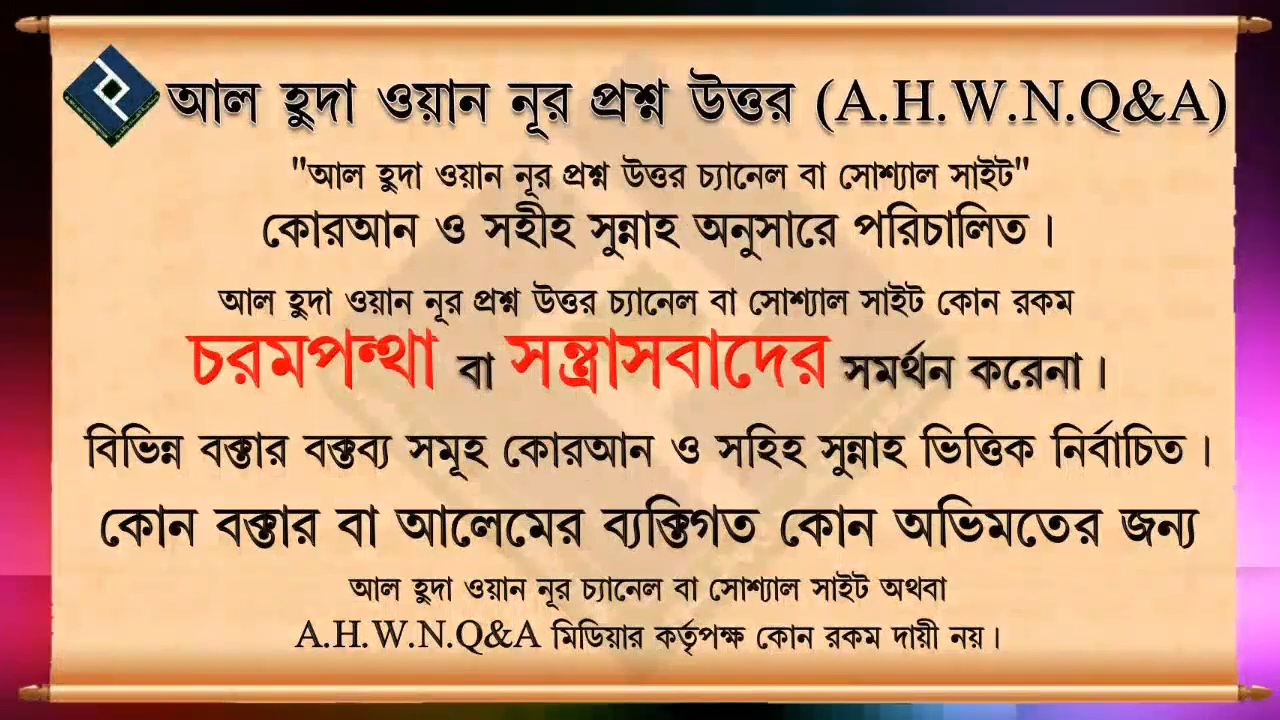 আল হুদা ওয়ান নূর প্রশ্ন উত্তর (A.H.W.N.Q&A)
"আল হুদা ওয়ান নূর প্রশ্ন উত্তর চ্যানেল বা সোশ্যাল সাইট"
কোরআন ও সহীহ সুন্নাহ অনুসারে পরিচালিত।
আল হুদা ওয়ান নূর প্রশ্ন উত্তর চ্যানেল বা সোশ্যাল সাইট কোন রকম
চরমপন্থা বা সন্ত্রাসবাদের সমর্থন করেনা।
বিভিন্ন বক্তার বক্তব্য সমূহ কোরআন ও সহিহ সুন্নাহ ভিত্তিক নির্বাচিত।
কোন বক্তার বা আলেমের ব্যক্তিগত কোন অভিমতের জন্য
আল হুদা ওয়ান নূর চ্যানেল বা সোশ্যাল সাইট অথবা
A.H.W.N.Q&A মিডিয়ার কর্তৃপক্ষ কোন রকম দায়ী নয়।